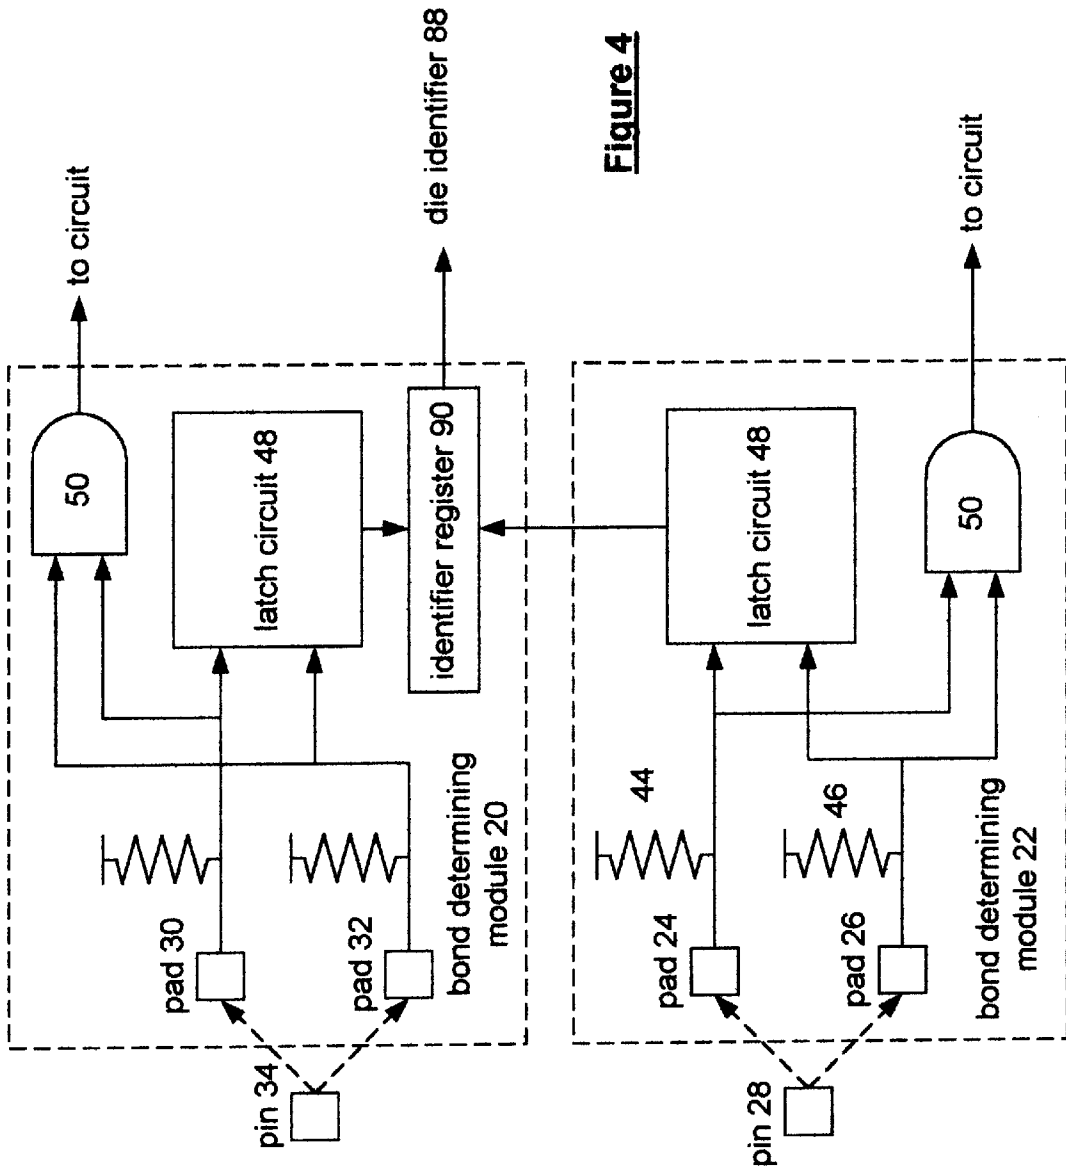 to circuit
die identifier 88
50
latch circuit 48
identifier register 90
pad 30
pad 32
bond determining
module 20
pin 34
to circuit
50
latch circuit 48
44
46
pad 24
pad 26
bond determining
module 22
pin 28
Figure 4